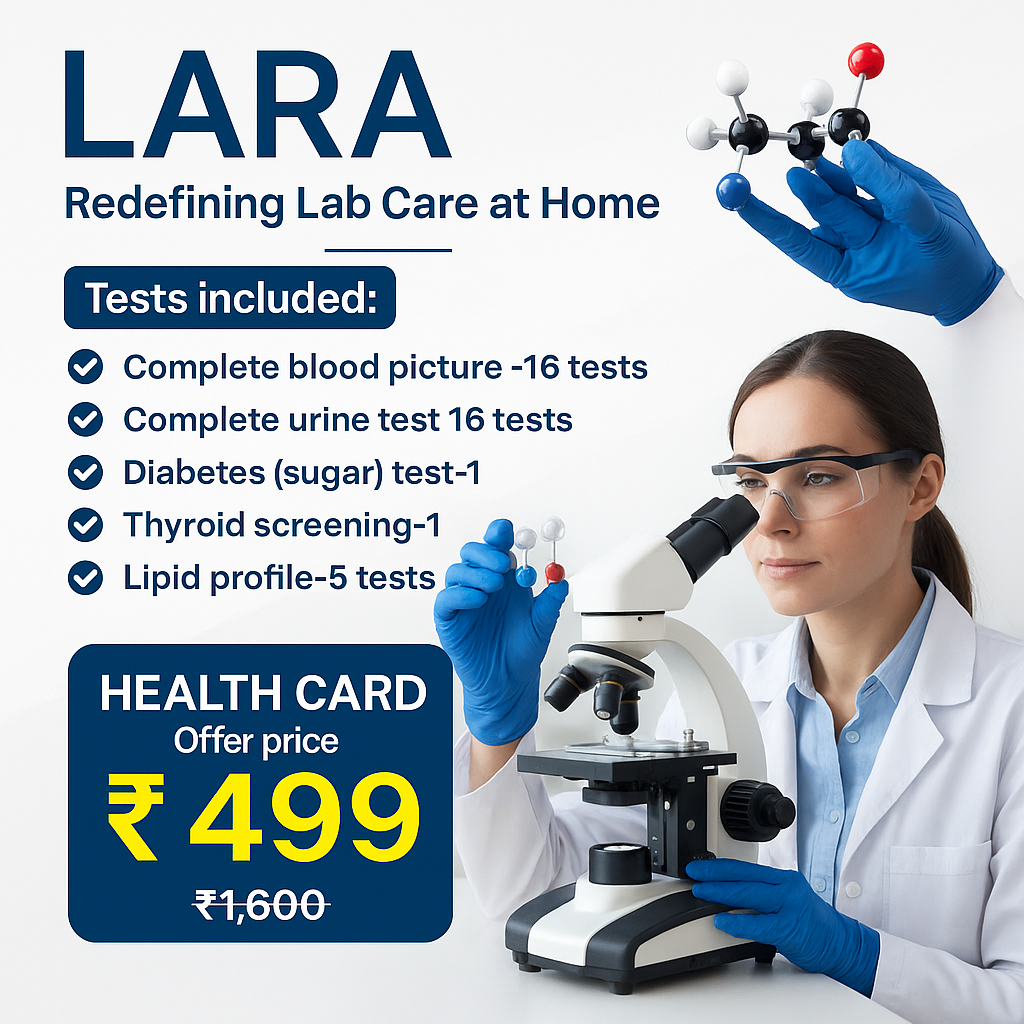 LARA
Redefining Lab Care at Home
Tests included:
Complete blood picture -16 tests
Complete urine test 16 tests
Diabetes (sugar) test-1
Thyroid screening-1
Lipid profile-5 tests
HEALTH CARD
Offer price
₹ 499
₹1,600